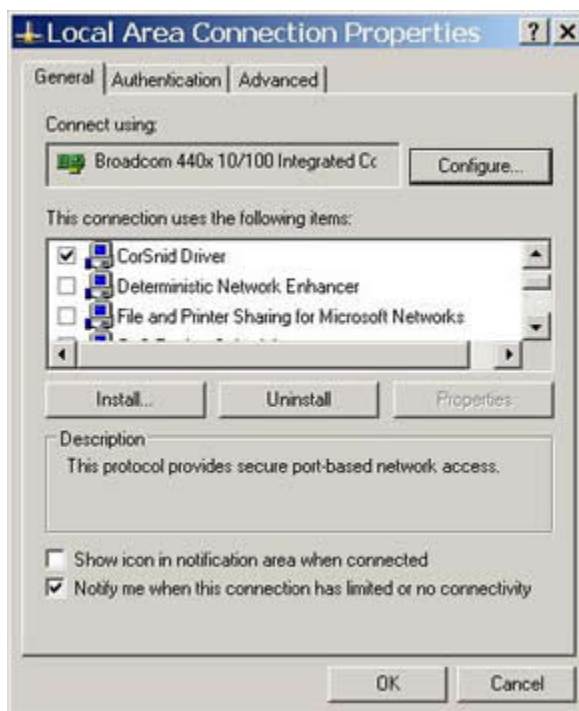 Local Area Connection Properties
General Authentication Advanced
Connect using:
Broadcom 440x 10/100 Integrated Cc
Configure...
This connection uses the following items:
CorSnid Driver
Deterministic Network Enhancer
File and Printer Sharing for Microsoft Networks
Install... Uninstall Properties
Description
This protocol provides secure port-based network access.
Show icon in notification area when connected
Notify me when this connection has limited or no connectivity
OK Cancel